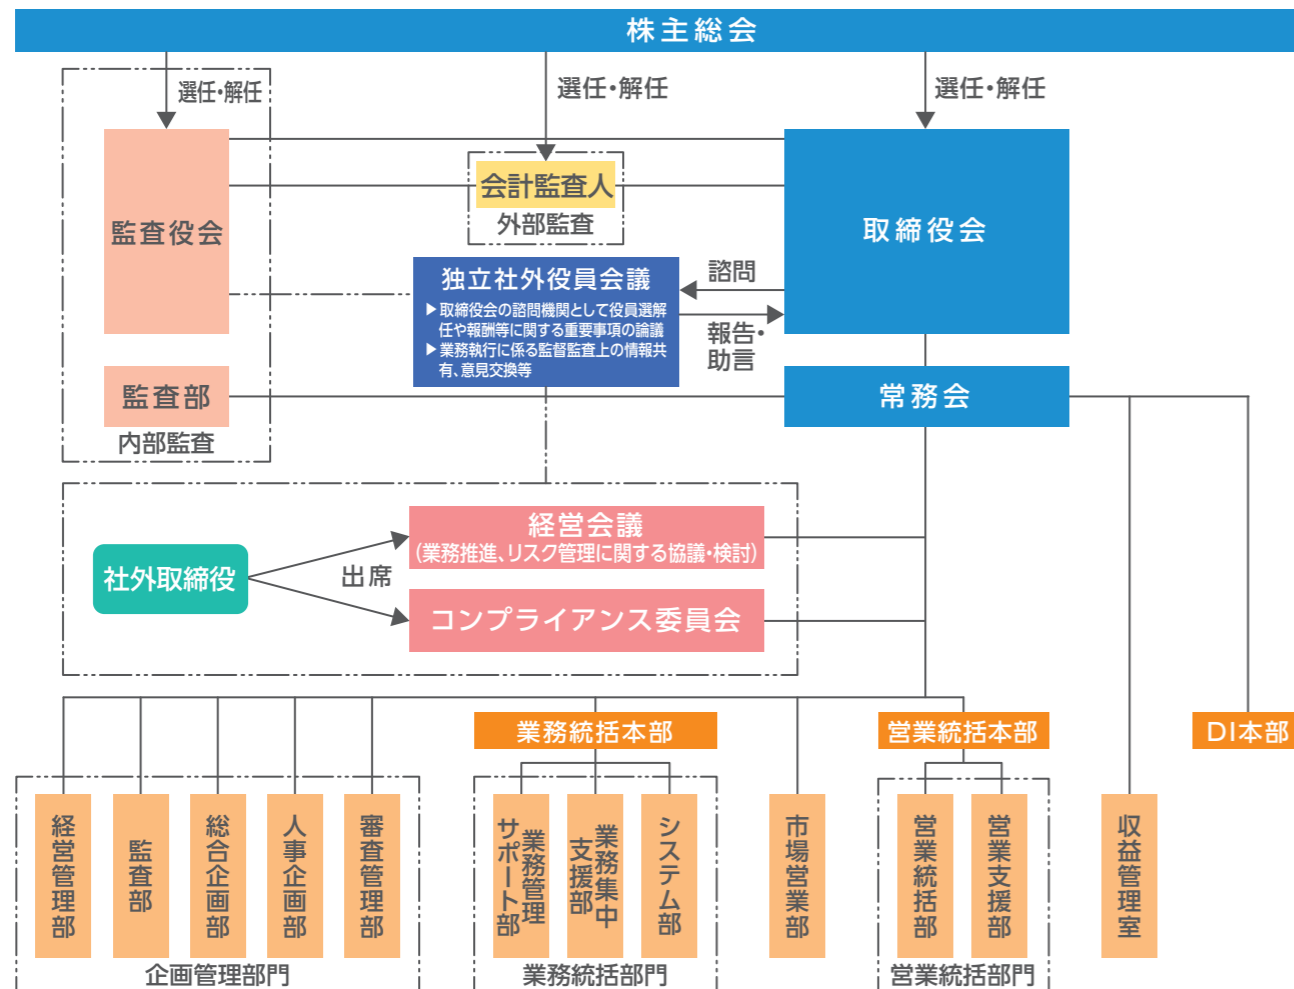 株主総会
選任・解任
選任・解任
選任・解任
監査役会
会計監査人
外部監査
取締役会
独立社外役員会議
▶取締役会の諮問機関として役員選解
任や報酬等に関する重要事項の論議
▶業務執行に係る監督監査上の情報共
有、意見交換等
諮問
報告・
助言
監査部
内部監査
常務会
社外取締役
出席
経営会議
(業務推進、リスク管理に関する協議・検討)
コンプライアンス委員会
業務統括本部
営業統括本部
DI本部
経営管理部
監査部
総合企画部
人事企画部
審査管理部
業務管理
サポート部
業務集中
支援部
システム部
市場営業部
営業統括部
営業支援部
収益管理室
企画管理部門
業務統括部門
営業統括部門